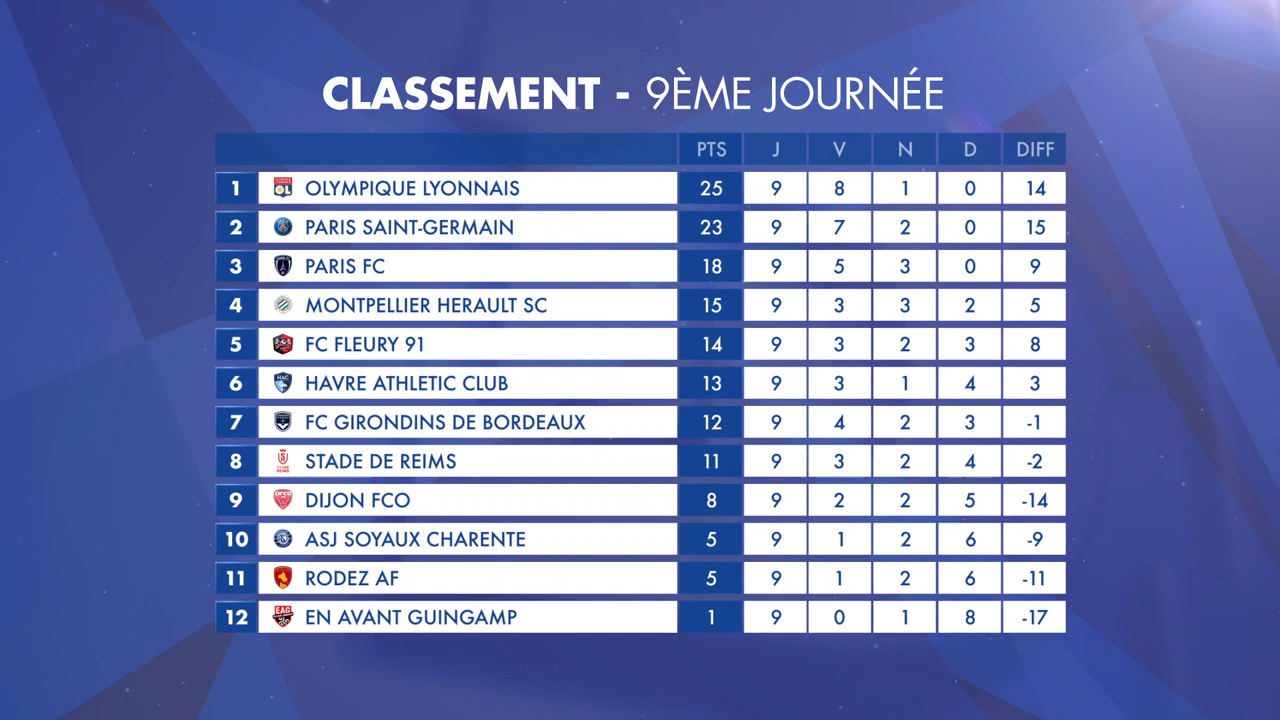 CLASSEMENT - 9ÈME JOURNÉE
PTS J V N D DIFF
1 OLYMPIQUE LYONNAIS 25 9 8 1 0 14
2 PARIS SAINT-GERMAIN 23 9 7 2 0 15
3 PARIS FC 18 9 5 3 0 9
4 MONTPELLIER HERAULT SC 15 9 3 3 2 5
5 FC FLEURY 91 14 9 3 2 3 8
6 HAVRE ATHLETIC CLUB 13 9 3 1 4 3
7 FC GIRONDINS DE BORDEAUX 12 9 4 2 3 -1
8 STADE DE REIMS 11 9 3 2 4 -2
9 DIJON FCO 8 9 2 2 5 -14
10 ASJ SOYAUX CHARENTE 5 9 1 2 6 -9
11 RODEZ AF 5 9 1 2 6 -11
12 EN AVANT GUINGAMP 1 9 0 1 8 -17